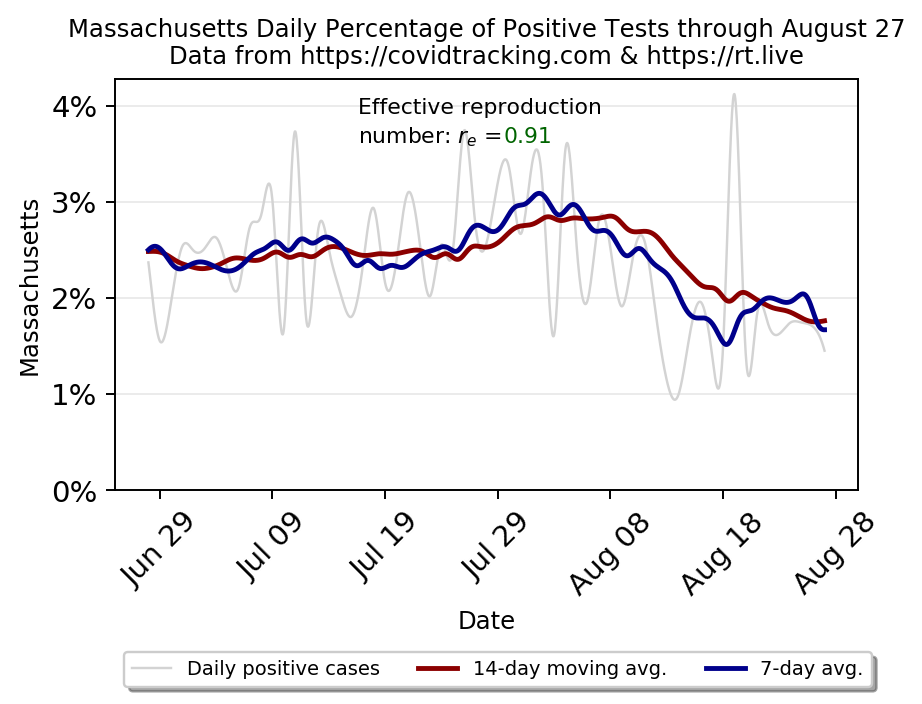 Massachusetts Daily Percentage of Positive Tests through August 27
Data from https://covidtracking.com & https://rt.live
Effective reproduction
number: re =0.91
4%
3%
2%
1%
0%
Massachusetts
Jun 29
Jul 09
Jul 19
Jul 29
Aug 08
Aug 18
Aug 28
Date
Daily positive cases
14-day moving avg.
7-day avg.